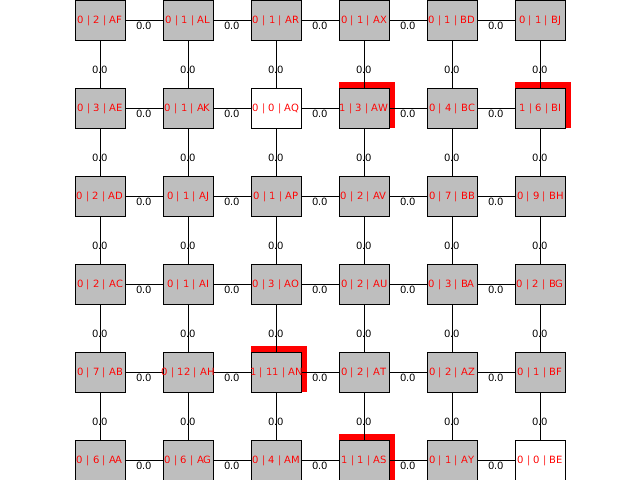 0 | 2 | AF 0.0 0 | 1 | AL 0.0 0 | 1 | AR 0.0 0 | 1 | AX 0.0 0 | 1 | BD 0.0 0 | 1 | BJ
0.0 0.0 0.0 0.0 0.0 0.0
0 | 3 | AE 0.0 0 | 1 | AK 0.0 0 | 0 | AQ 0.0 1 | 3 | AW 0.0 0 | 4 | BC 0.0 1 | 6 | BI
0.0 0.0 0.0 0.0 0.0 0.0
0 | 2 | AD 0.0 0 | 1 | AJ 0.0 0 | 1 | AP 0.0 0 | 2 | AV 0.0 0 | 7 | BB 0.0 0 | 9 | BH
0.0 0.0 0.0 0.0 0.0 0.0
0 | 2 | AC 0.0 0 | 1 | AI 0.0 0 | 3 | AO 0.0 0 | 2 | AU 0.0 0 | 3 | BA 0.0 0 | 2 | BG
0.0 0.0 0.0 0.0 0.0 0.0
0 | 7 | AB 0.0 0 | 12 | AH 0.0 1 | 11 | AN 0.0 0 | 2 | AT 0.0 0 | 2 | AZ 0.0 0 | 1 | BF
0.0 0.0 0.0 0.0 0.0 0.0
0 | 6 | AA 0.0 0 | 6 | AG 0.0 0 | 4 | AM 0.0 1 | 1 | AS 0.0 0 | 1 | AY 0.0 0 | 0 | BE